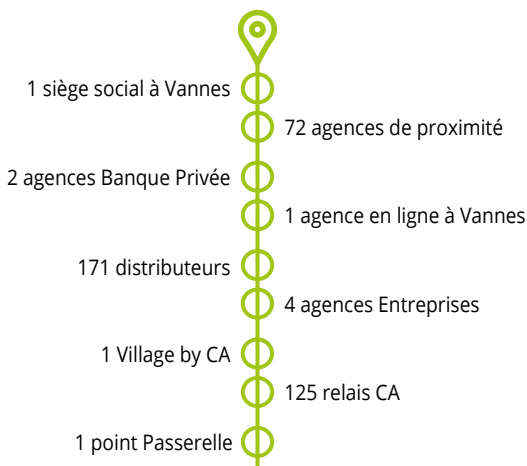 1 siège social à Vannes
72 agences de proximité
2 agences Banque Privée
1 agence en ligne à Vannes
171 distributeurs
4 agences Entreprises
1 Village by CA
125 relais CA
1 point Passerelle